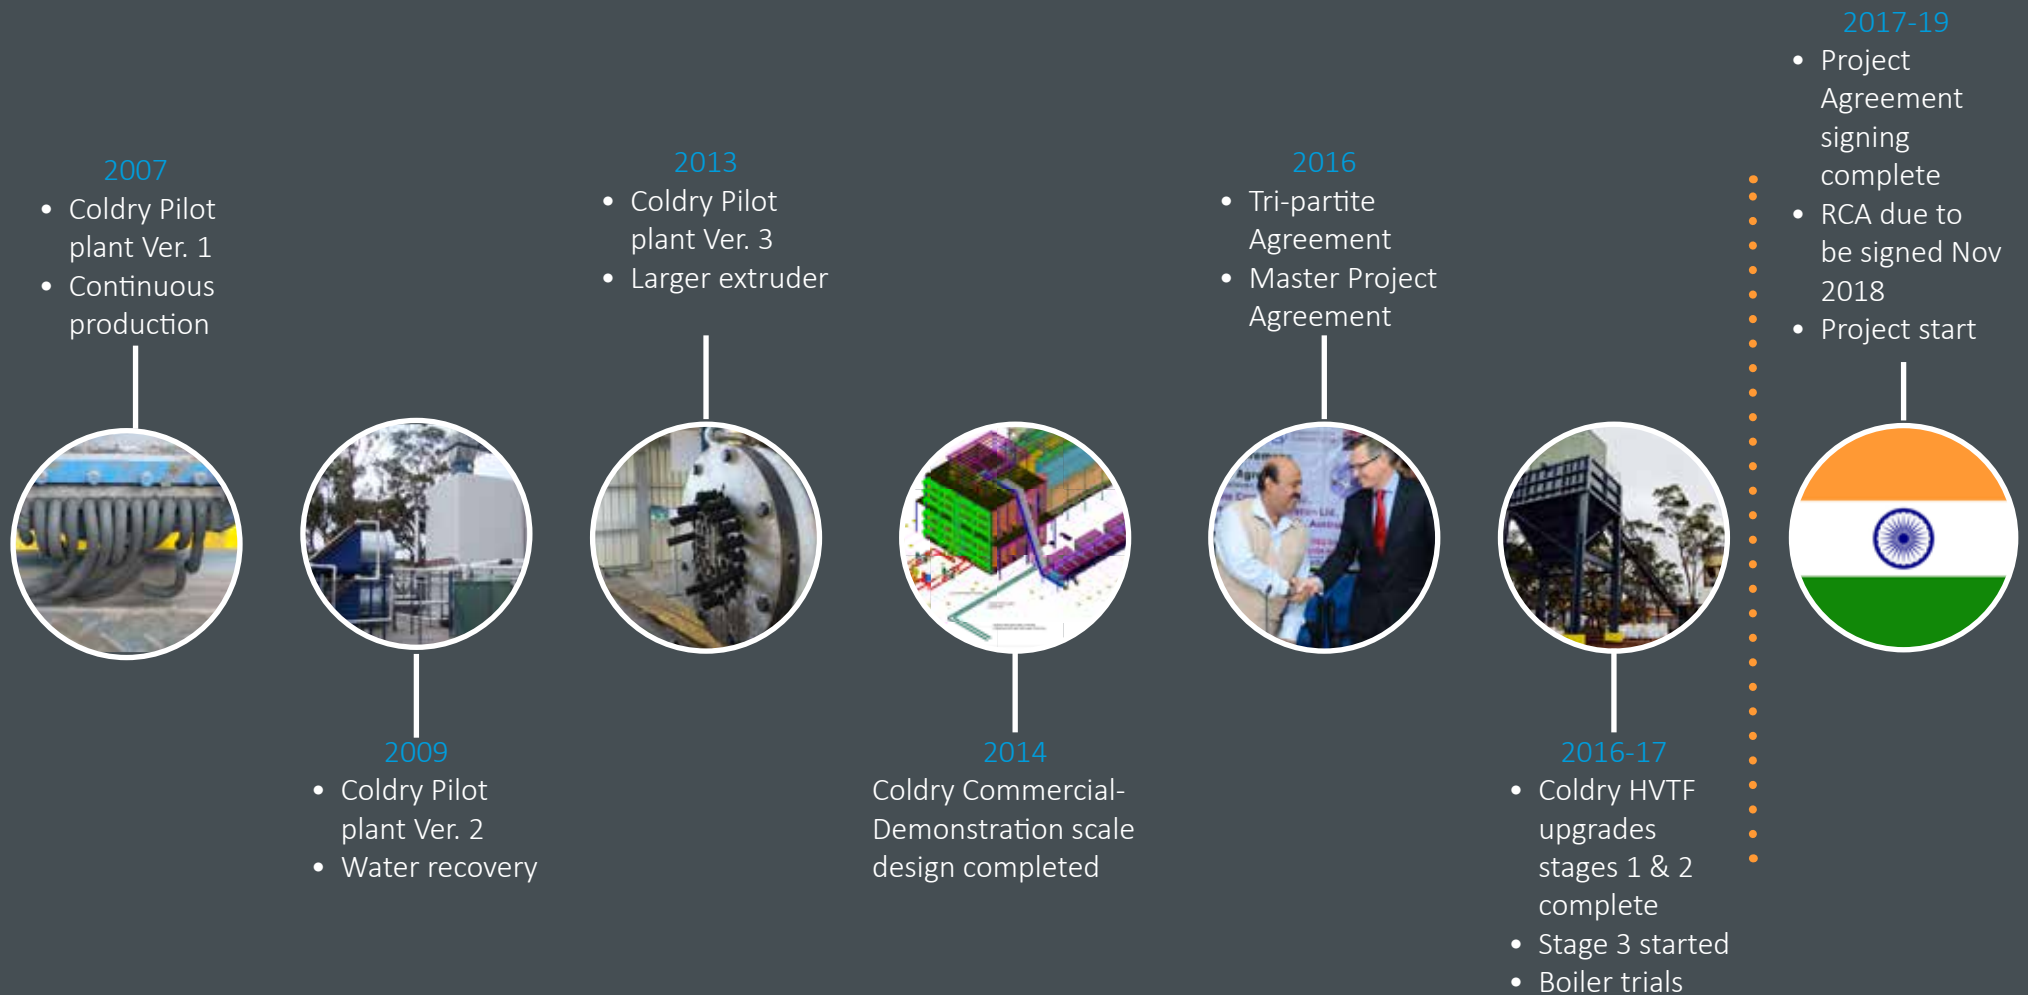 2007
• Coldry Pilot
plant Ver. 1
• Continuous
production
2009
• Coldry Pilot
plant Ver. 2
• Water recovery
2013
• Coldry Pilot
plant Ver. 3
• Larger extruder
2014
Coldry Commercial-
Demonstration scale
design completed
2016
• Tri-partite
Agreement
• Master Project
Agreement
2016-17
• Coldry HVTF
upgrades
stages 1 & 2
complete
• Stage 3 started
• Boiler trials
2017-19
• Project
Agreement
signing
complete
• RCA due to
be signed Nov
2018
• Project start